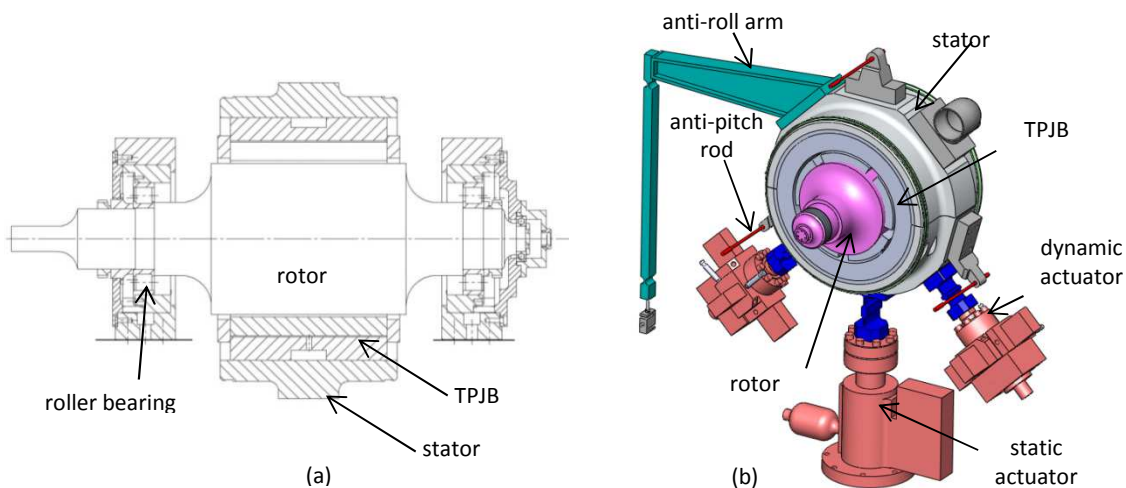 rotor
roller bearing
TPJB
stator
(a)
anti-roll arm
stator
anti-pitch
rod
TPJB
dynamic
actuator
rotor
static
actuator
(b)